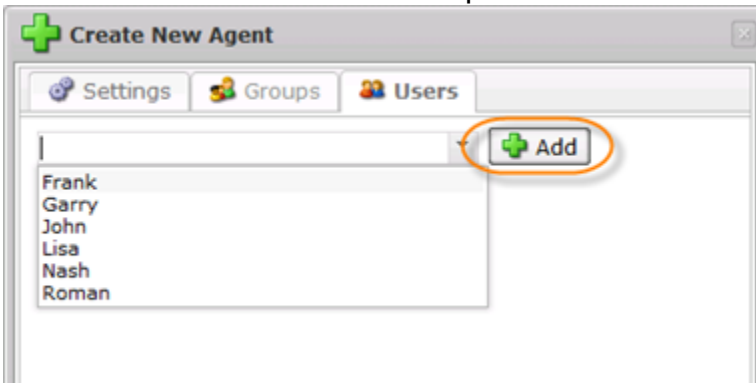 Create New Agent
Settings Groups Users
Add
Frank
Garry
John
Lisa
Nash
Roman